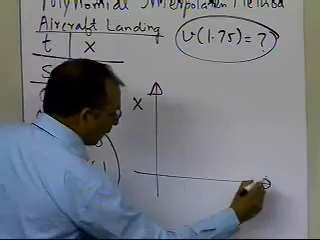 Polynomial Interpolation Method
Aircraft Landing
v(1.75) = ?
t x
s
x